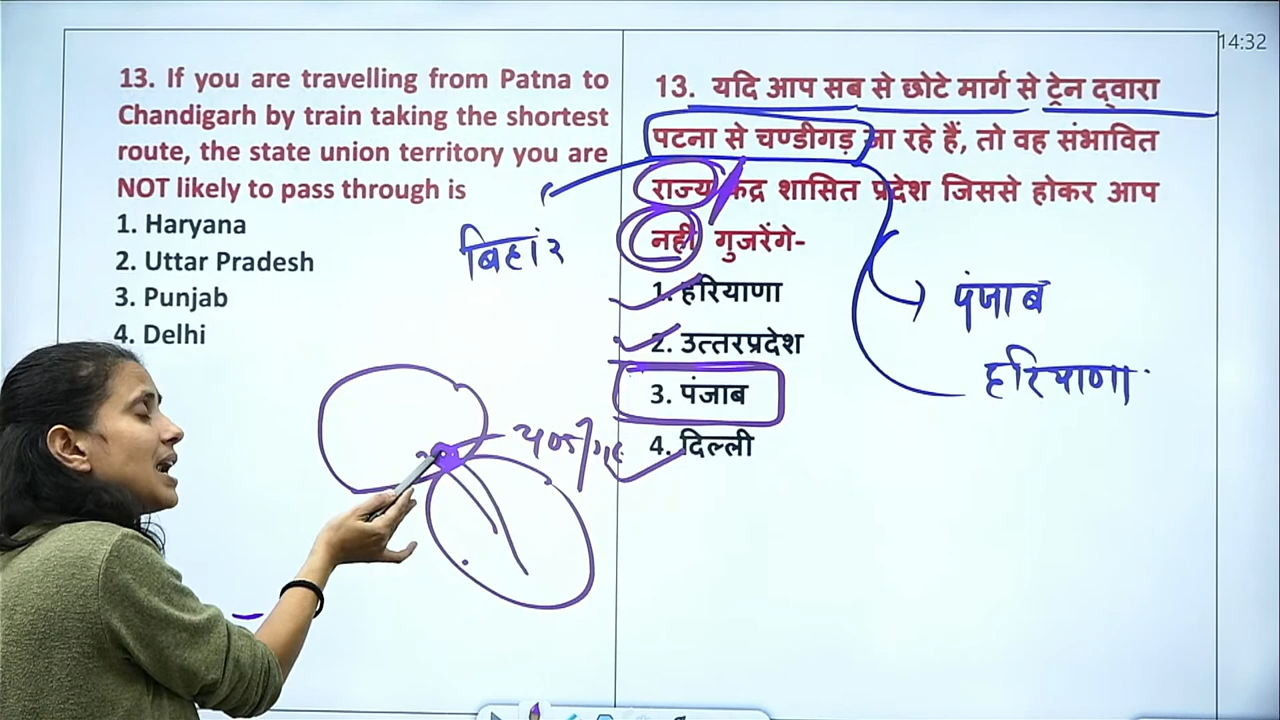 14:32
13. If you are travelling from Patna to
Chandigarh by train taking the shortest
route, the state union territory you are
NOT likely to pass through is
1. Haryana
2. Uttar Pradesh
3. Punjab
4. Delhi
13. यदि आप सब से छोटे मार्ग से ट्रेन द्वारा
पटना से चण्डीगड़ जा रहे हैं, तो वह संभावित
राज्य केंद्र शासित प्रदेश जिससे होकर आप
नहीं गुजरेंगे-
1. हरियाणा
2. उत्तरप्रदेश
3. पंजाब
4. दिल्ली
बिहार
पंजाब
हरियाणा